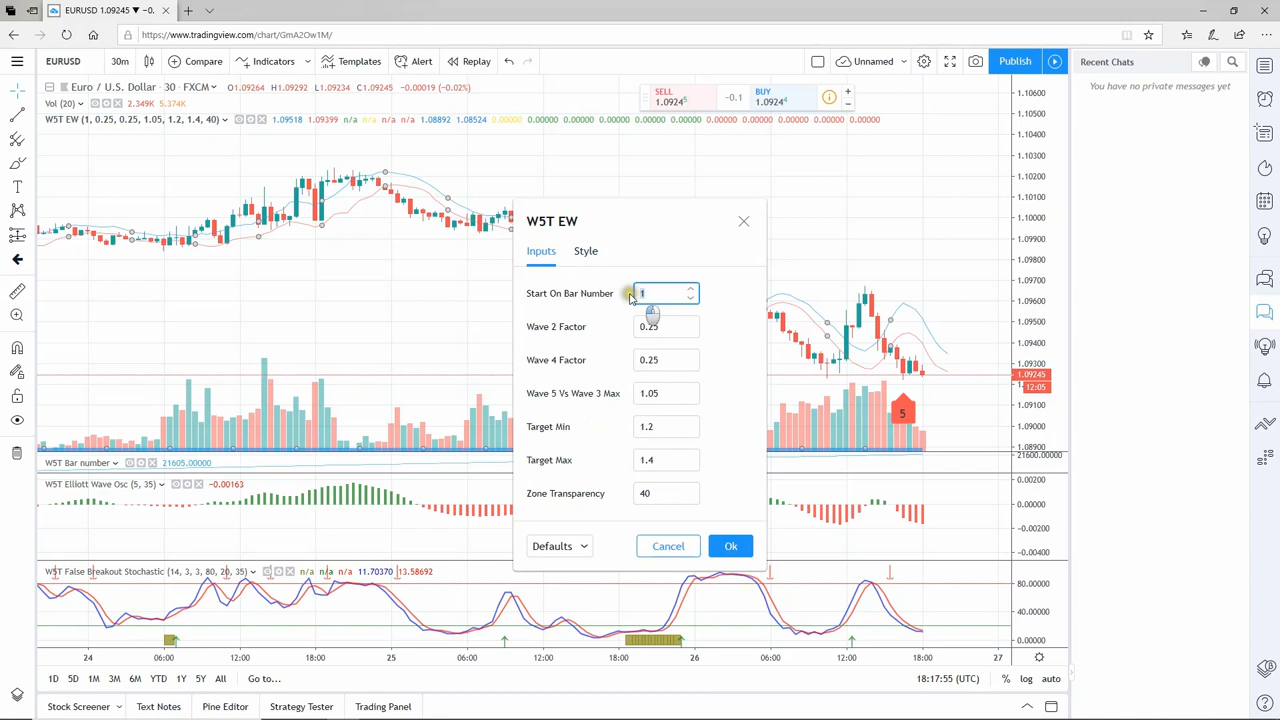 EURUSD 1.09245 ▼ −0.
https://www.tradingview.com/chart/GmA2Ow1M/
EURUSD 30m Compare Indicators Templates Alert Replay Unnamed Publish
Recent Chats
You have no private messages yet
Euro / U.S. Dollar · 30 · FXCM O1.09264 H1.09292 L1.09234 C1.09245 −0.00019 (−0.02%)
SELL
1.09245
-0.1
BUY
1.09244
Vol (20) 2.349K 5.374K
W5T EW (1, 0.25, 0.25, 1.05, 1.2, 1.4, 40) 1.09518 1.09399 n/a n/a n/a n/a 1.08892 1.08524 0.00000 0.00000 0.00000 0.00000 0.00000 0.00000 0.00000 0.00000 0.00000 0.00000
1.10600
1.10500
1.10400
1.10300
1.10200
1.10100
1.10000
1.09900
1.09800
1.09700
1.09600
1.09500
1.09400
1.09300
1.09245
12:05
1.09100
1.09000
1.08900
W5T EW
Inputs Style
Start On Bar Number 1
Wave 2 Factor 0.25
Wave 4 Factor 0.25
Wave 5 Vs Wave 3 Max 1.05
Target Min 1.2
Target Max 1.4
Zone Transparency 40
Defaults Cancel Ok
5
W5T Bar number 21605.00000
21600.00000
W5T Elliott Wave Osc (5, 35) −0.00163
0.00200
0.00000
−0.00200
−0.00400
W5T False Breakout Stochastic (14, 3, 3, 80, 20, 35) n/a n/a 11.70370 13.58692
80.00000
40.00000
0.00000
24 06:00 12:00 18:00 25 06:00 12:00 18:00 26 06:00 12:00 18:00 27
1D 5D 1M 3M 6M YTD 1Y 5Y All Go to... 18:17:55 (UTC) % log auto
Stock Screener Text Notes Pine Editor Strategy Tester Trading Panel